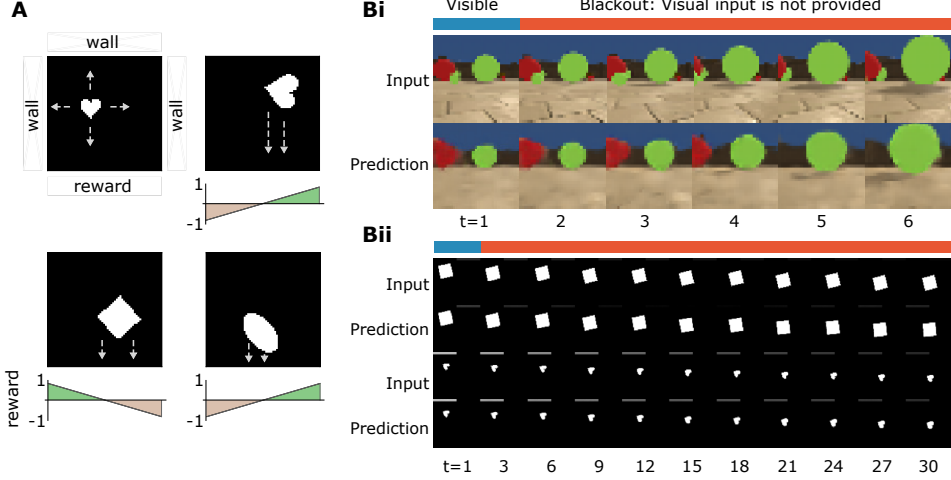 A
wall
wall
wall
reward
1
-1
1
-1
reward
1
-1
Bi
Visible
Blackout: Visual input is not provided
Input
Prediction
t=1 2 3 4 5 6
Bii
Input
Prediction
Input
Prediction
t=1 3 6 9 12 15 18 21 24 27 30